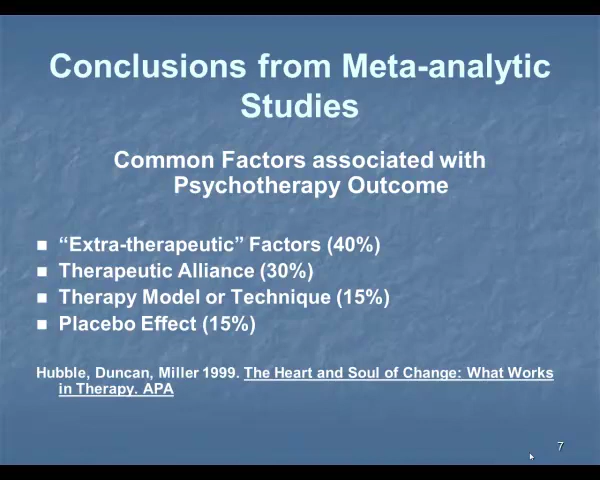 Conclusions from Meta-analytic
Studies
Common Factors associated with
Psychotherapy Outcome
“Extra-therapeutic” Factors (40%)
Therapeutic Alliance (30%)
Therapy Model or Technique (15%)
Placebo Effect (15%)
Hubble, Duncan, Miller 1999. The Heart and Soul of Change: What Works
in Therapy. APA
7